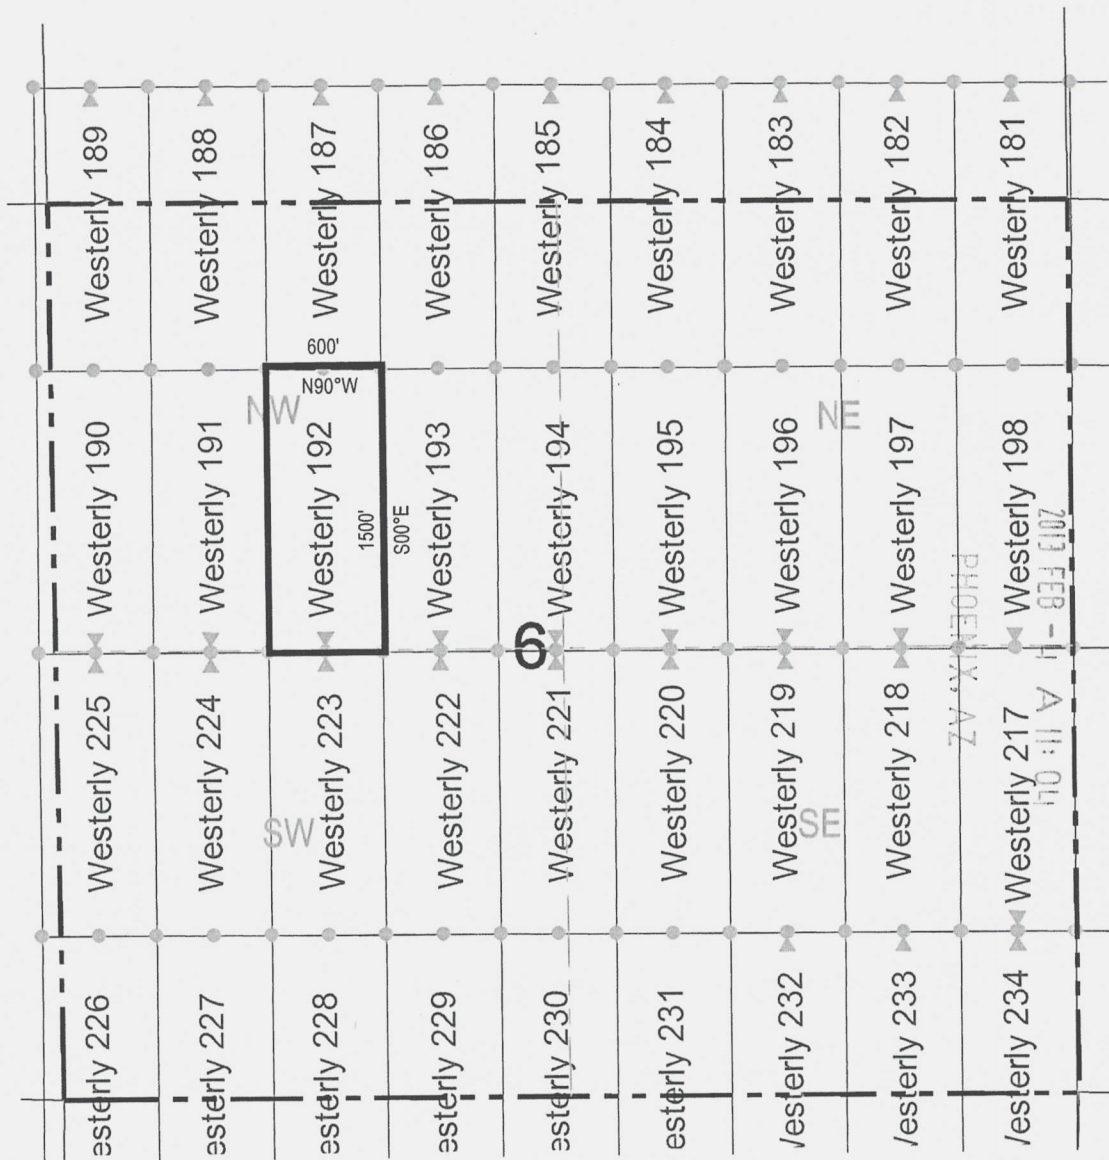 Westerly 189
Westerly 188
Westerly 187
Westerly 186
Westerly 185
Westerly 184
Westerly 183
Westerly 182
Westerly 181
600'
N90°W
NW
NE
Westerly 190
Westerly 191
Westerly 192
1500'
S00°E
Westerly 193
Westerly 194
Westerly 195
Westerly 196
Westerly 197
Westerly 198
2013 FEB -4 A 11: 04
PHOENIX, AZ
6
Westerly 225
Westerly 224
Westerly 223
Westerly 222
Westerly 221
Westerly 220
Westerly 219
Westerly 218
Westerly 217
SW
SE
esterly 226
esterly 227
esterly 228
esterly 229
esterly 230
esterly 231
Westerly 232
Westerly 233
Westerly 234